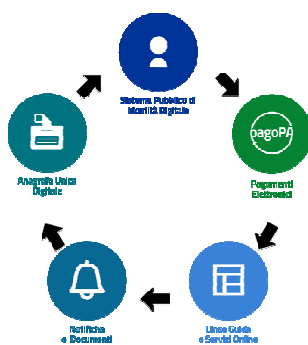 Sistema Pubblico di
Identità Digitale
pagoPA
Pagamenti
Elettronici
Linee Guida
e Servizi Online
Notifiche
e Documenti
Anagrafe Unica
Digitale